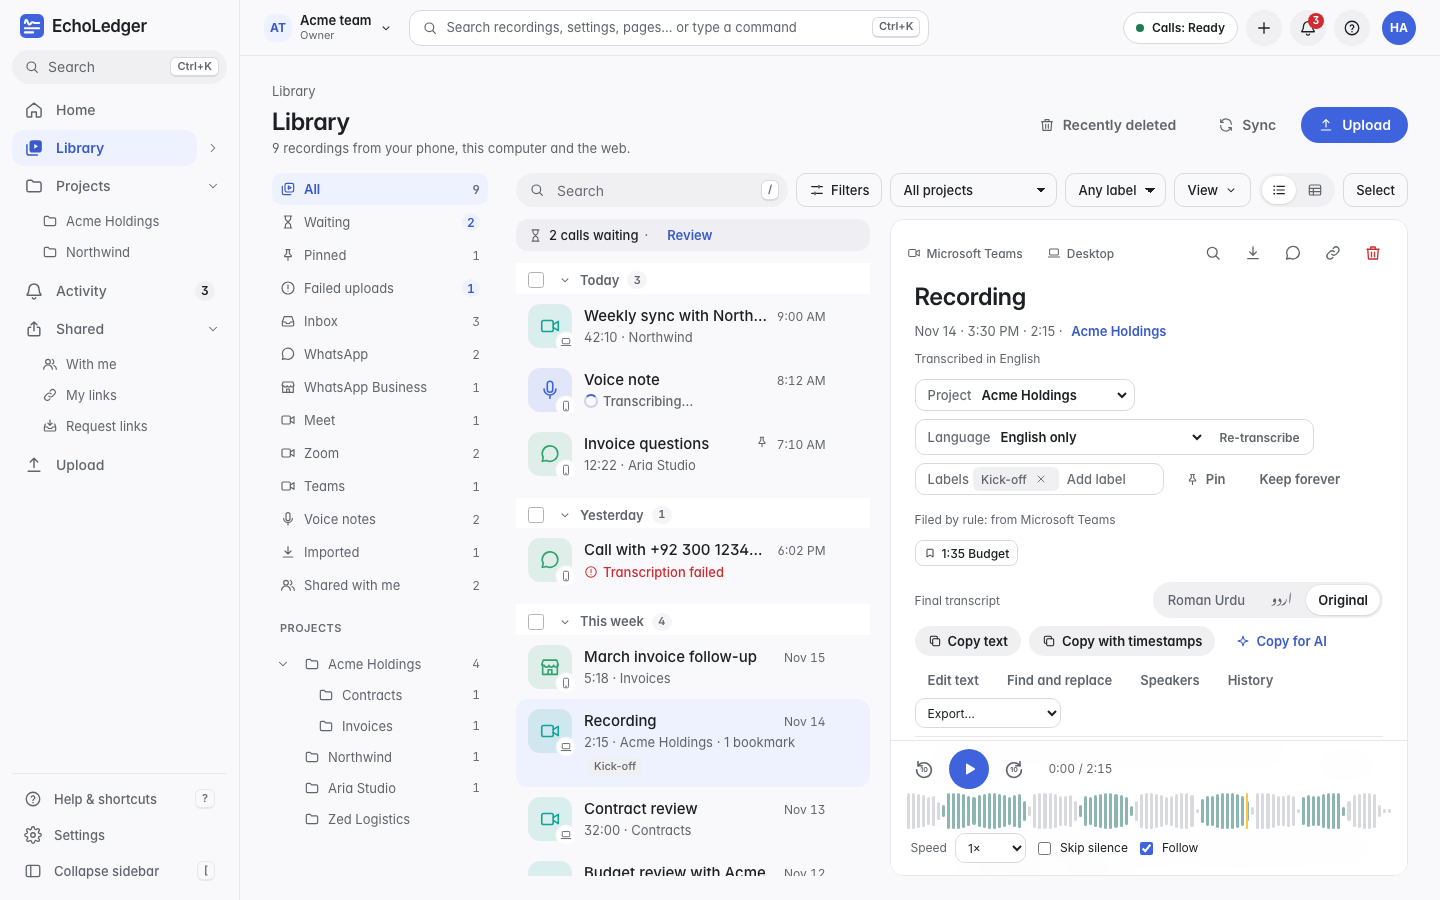 EchoLedger
Search Ctrl+K
Home
Library
Projects
Acme Holdings
Northwind
Activity 3
Shared
With me
My links
Request links
Upload
Help & shortcuts ?
Settings
Collapse sidebar [
AT Acme team
Owner
Search recordings, settings, pages... or type a command Ctrl+K
Calls: Ready
3
HA
Library
Library
9 recordings from your phone, this computer and the web.
Recently deleted
Sync
Upload
All 9
Waiting 2
Pinned 1
Failed uploads 1
Inbox 3
WhatsApp 2
WhatsApp Business 1
Meet 1
Zoom 1
Teams 1
Voice notes 2
Imported 1
Shared with me 2
PROJECTS
Acme Holdings 4
Contracts 1
Invoices 1
Northwind 1
Aria Studio 1
Zed Logistics
Search /
Filters
All projects
Any label
View
Select
2 calls waiting · Review
Today 3
Weekly sync with North... 9:00 AM
42:10 · Northwind
Voice note 8:12 AM
Transcribing...
Invoice questions 7:10 AM
12:22 · Aria Studio
Yesterday 1
Call with +92 300 1234... 6:02 PM
Transcription failed
This week 4
March invoice follow-up Nov 15
5:18 · Invoices
Recording Nov 14
2:15 · Acme Holdings · 1 bookmark
Kick-off
Contract review Nov 13
32:00 · Contracts
Budget review with Acme Nov 12
Microsoft Teams Desktop
Recording
Nov 14 · 3:30 PM · 2:15 · Acme Holdings
Transcribed in English
Project Acme Holdings
Language English only Re-transcribe
Labels Kick-off Add label
Pin Keep forever
Filed by rule: from Microsoft Teams
1:35 Budget
Final transcript
Roman Urdu اردو Original
Copy text Copy with timestamps Copy for AI
Edit text Find and replace Speakers History
Export...
10 10 0:00 / 2:15
Speed 1× Skip silence Follow